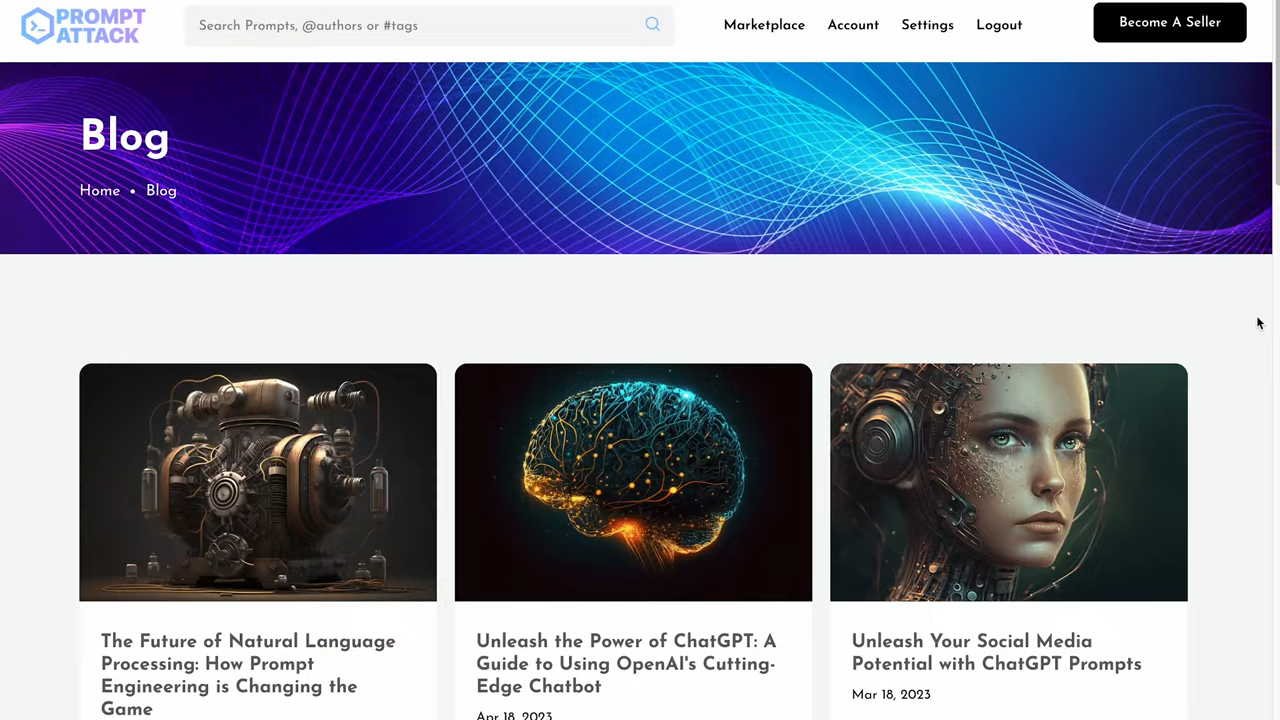 PROMPT
ATTACK
Search Prompts, @authors or #tags
Marketplace
Account
Settings
Logout
Become A Seller
Blog
Home • Blog
The Future of Natural Language
Processing: How Prompt
Engineering is Changing the
Game
Unleash the Power of ChatGPT: A
Guide to Using OpenAI's Cutting-
Edge Chatbot
Apr 18, 2023
Unleash Your Social Media
Potential with ChatGPT Prompts
Mar 18, 2023